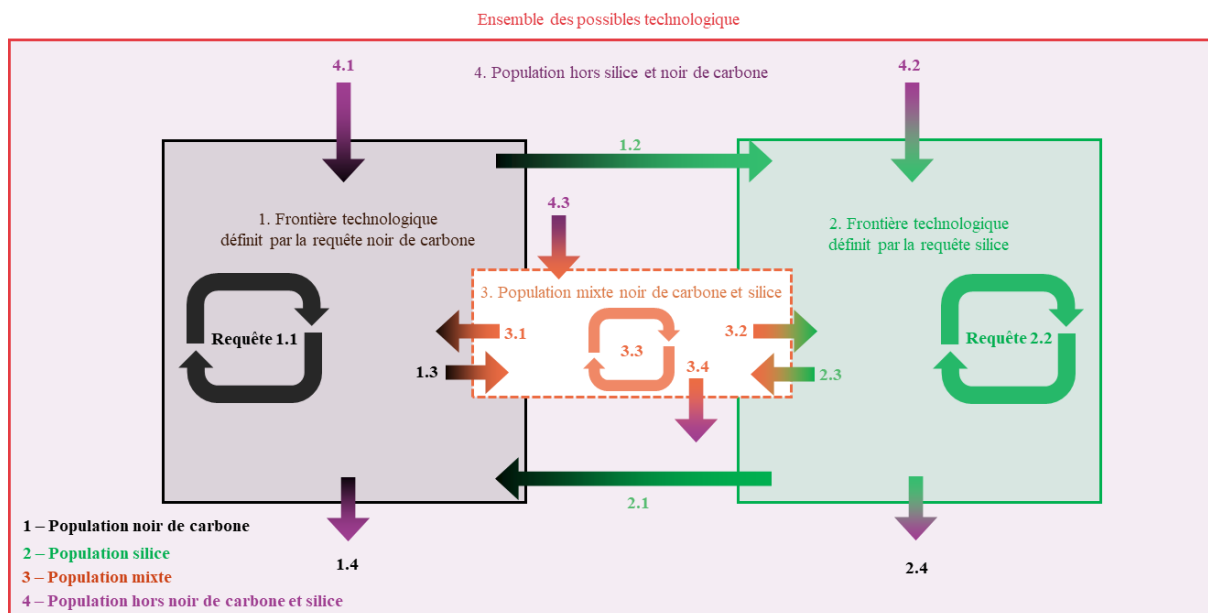 Ensemble des possibles technologique
4.1
4. Population hors silice et noir de carbone
4.2
1.2
4.3
1. Frontière technologique
définit par la requête noir de carbone
2. Frontière technologique
définit par la requête silice
3. Population mixte noir de carbone et silice
Requête 1.1
3.1
3.3
3.2
Requête 2.2
1.3
3.4
2.3
2.1
1 – Population noir de carbone
2 – Population silice
3 – Population mixte
4 – Population hors noir de carbone et silice
1.4
2.4